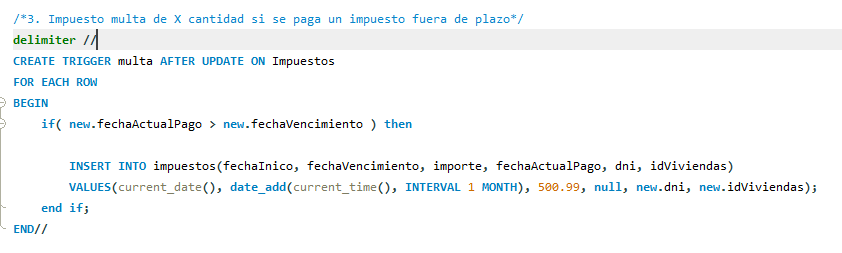 /*3. Impuesto multa de X cantidad si se paga un impuesto fuera de plazo*/
delimiter //
CREATE TRIGGER multa AFTER UPDATE ON Impuestos
FOR EACH ROW
BEGIN
if( new.fechaActualPago > new.fechaVencimiento ) then
INSERT INTO impuestos(fechaInico, fechaVencimiento, importe, fechaActualPago, dni, idViviendas)
VALUES(current_date(), date_add(current_time(), INTERVAL 1 MONTH), 500.99, null, new.dni, new.idViviendas);
end if;
END//